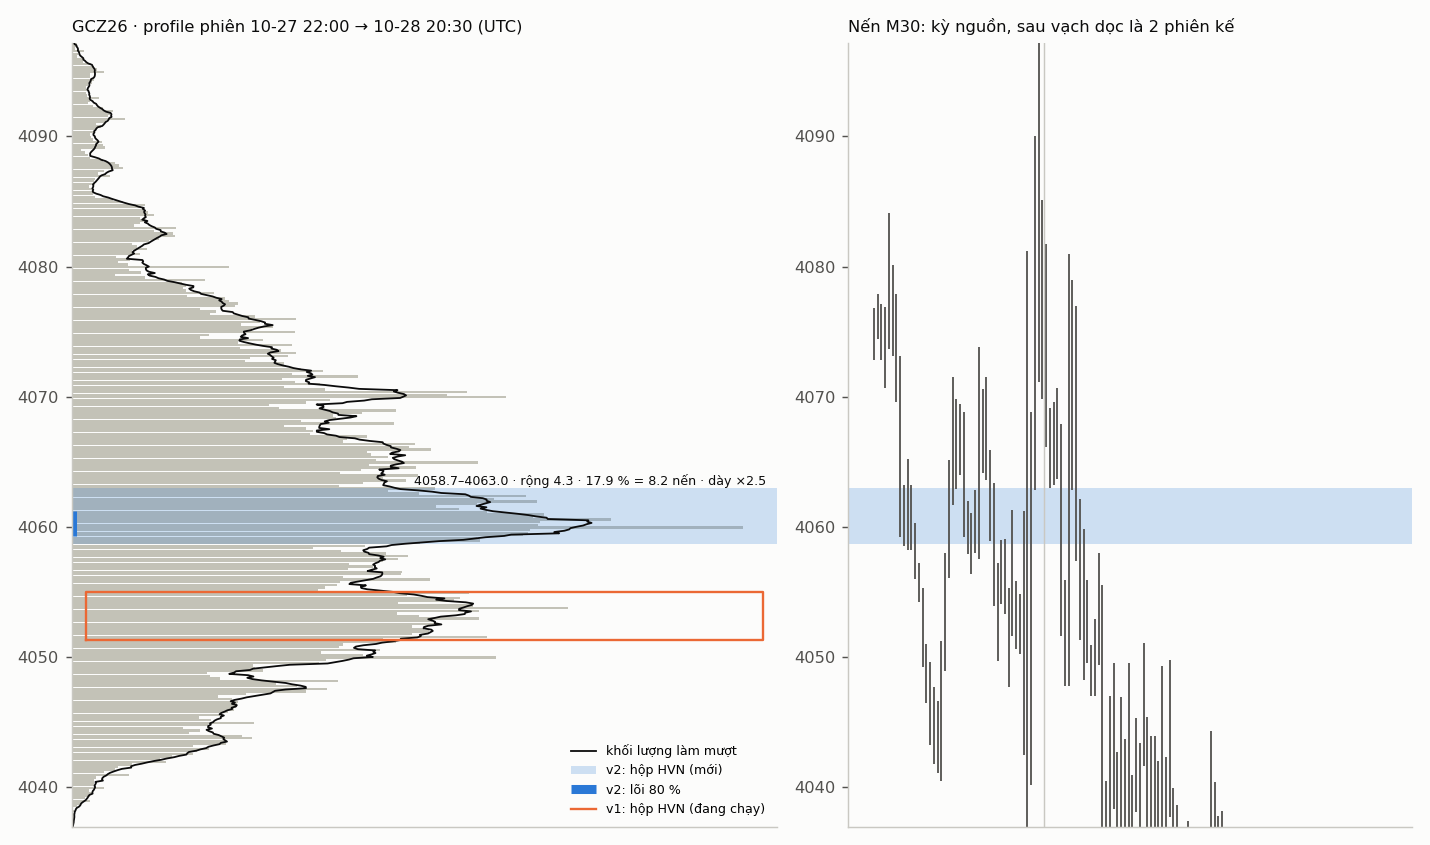 GCZ26 · profile phiên 10-27 22:00 → 10-28 20:30 (UTC)
4090
4080
4070
4060
4050
4040
4058.7–4063.0 · rộng 4.3 · 17.9 % = 8.2 nến · dày ×2.5
khối lượng làm mượt
v2: hộp HVN (mới)
v2: lõi 80 %
v1: hộp HVN (đang chạy)
Nến M30: kỳ nguồn, sau vạch dọc là 2 phiên kế
4090
4080
4070
4060
4050
4040